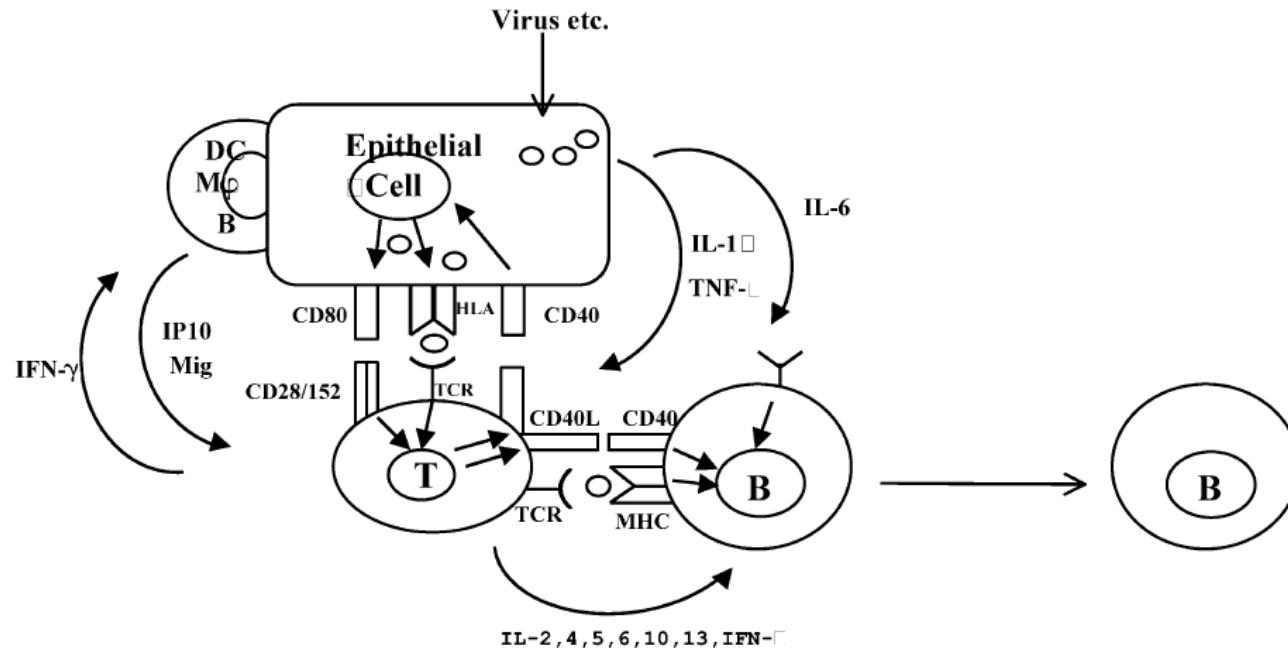 Virus etc.
DC
Mφ
B
Epithelial
□Cell
IL-6
IL-1□
TNF-□
CD80
HLA
CD40
IP10
Mig
IFN-γ
CD28/152
TCR
CD40L
CD40
T
B
B
TCR
MHC
IL-2,4,5,6,10,13,IFN-□